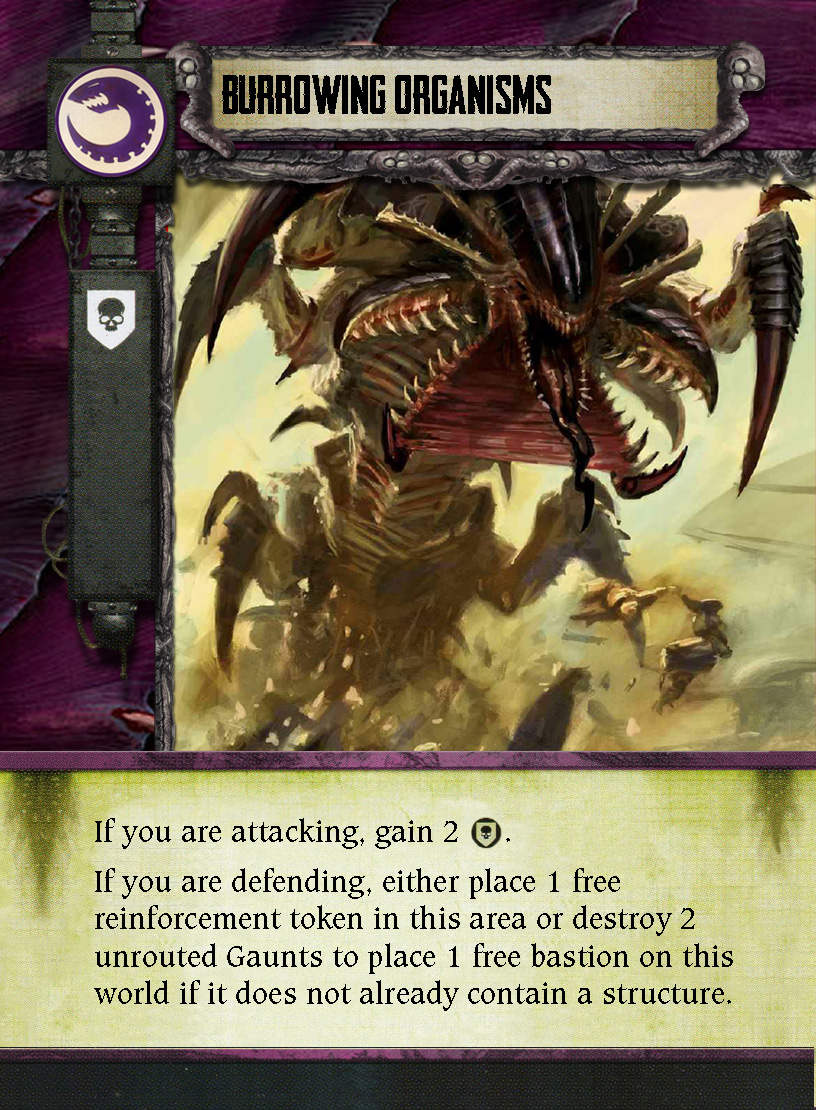 BURROWING ORGANISMS
If you are attacking, gain 2 .
If you are defending, either place 1 free
reinforcement token in this area or destroy 2
unrouted Gaunts to place 1 free bastion on this
world if it does not already contain a structure.